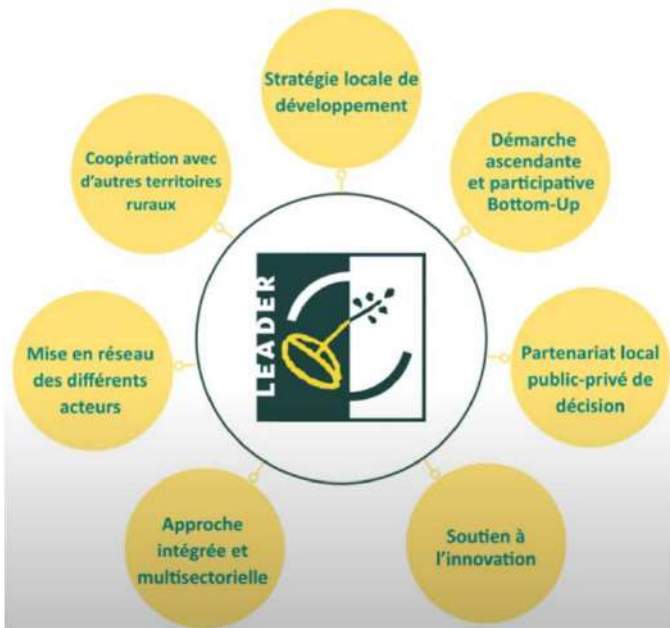 Stratégie locale de
développement
Démarche
ascendante
et participative
Bottom-Up
Partenariat local
public-privé de
décision
Soutien à
l'innovation
Approche
intégrée et
multisectorielle
Mise en réseau
des différents
acteurs
Coopération avec
d'autres territoires
ruraux
LEADER